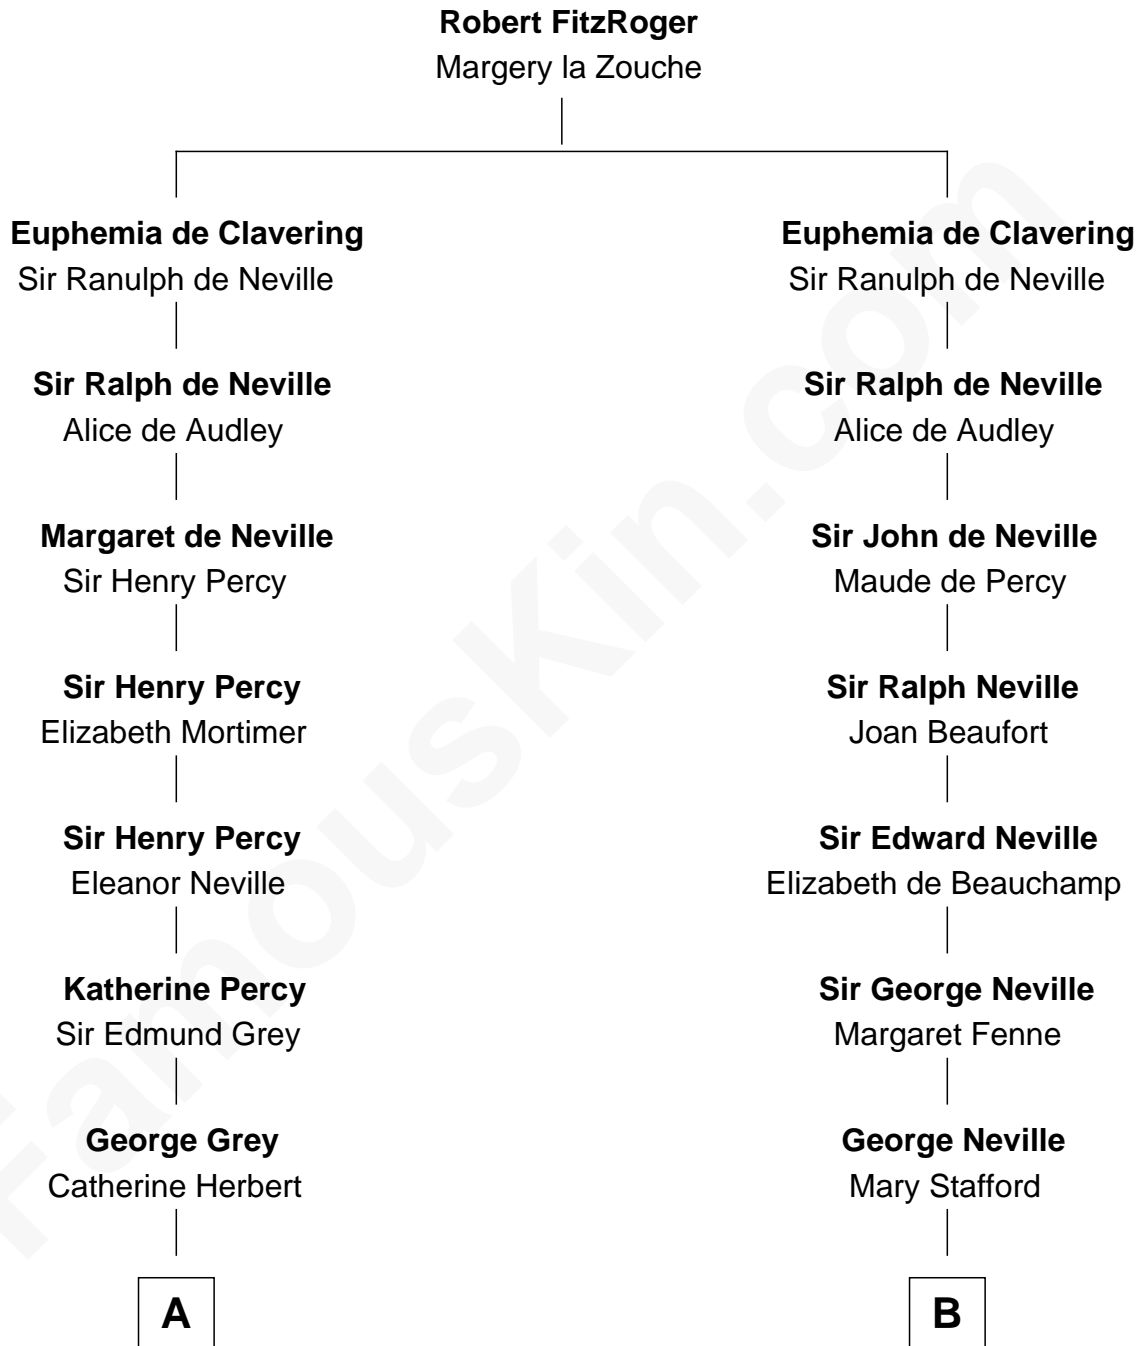 Robert FitzRoger
Margery la Zouche
Euphemia de Clavering
Sir Ranulph de Neville
Euphemia de Clavering
Sir Ranulph de Neville
Sir Ralph de Neville
Alice de Audley
Sir Ralph de Neville
Alice de Audley
Margaret de Neville
Sir Henry Percy
Sir John de Neville
Maude de Percy
Sir Henry Percy
Elizabeth Mortimer
Sir Ralph Neville
Joan Beaufort
Sir Henry Percy
Eleanor Neville
Sir Edward Neville
Elizabeth de Beauchamp
Katherine Percy
Sir Edmund Grey
Sir George Neville
Margaret Fenne
George Grey
Catherine Herbert
George Neville
Mary Stafford
A
B
FamousKin.com